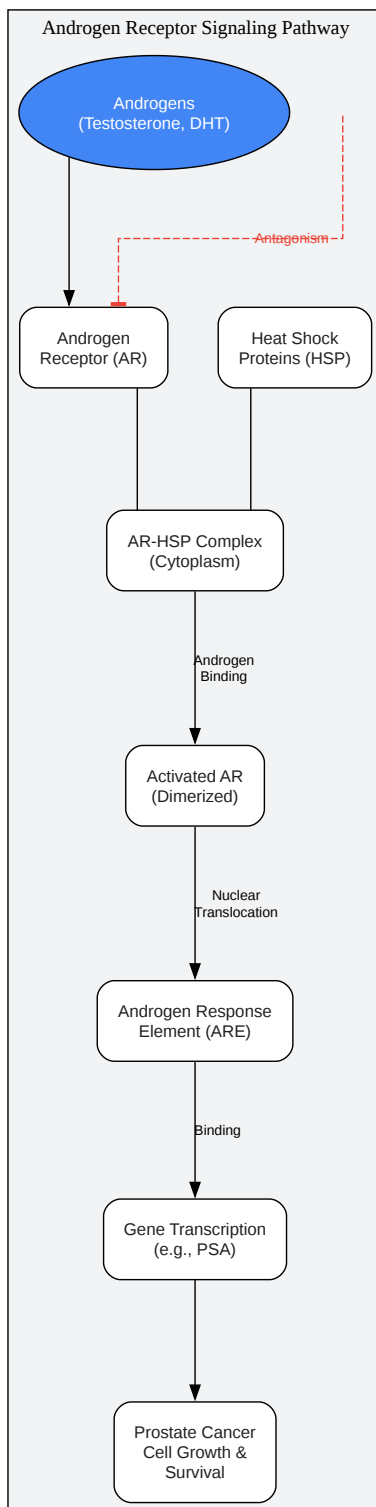 Androgen Receptor Signaling Pathway
Androgens
(Testosterone, DHT)
Antagonism
Androgen
Receptor (AR)
Heat Shock
Proteins (HSP)
AR-HSP Complex
(Cytoplasm)
Androgen
Binding
Activated AR
(Dimerized)
Nuclear
Translocation
Androgen Response
Element (ARE)
Binding
Gene Transcription
(e.g., PSA)
Prostate Cancer
Cell Growth &
Survival